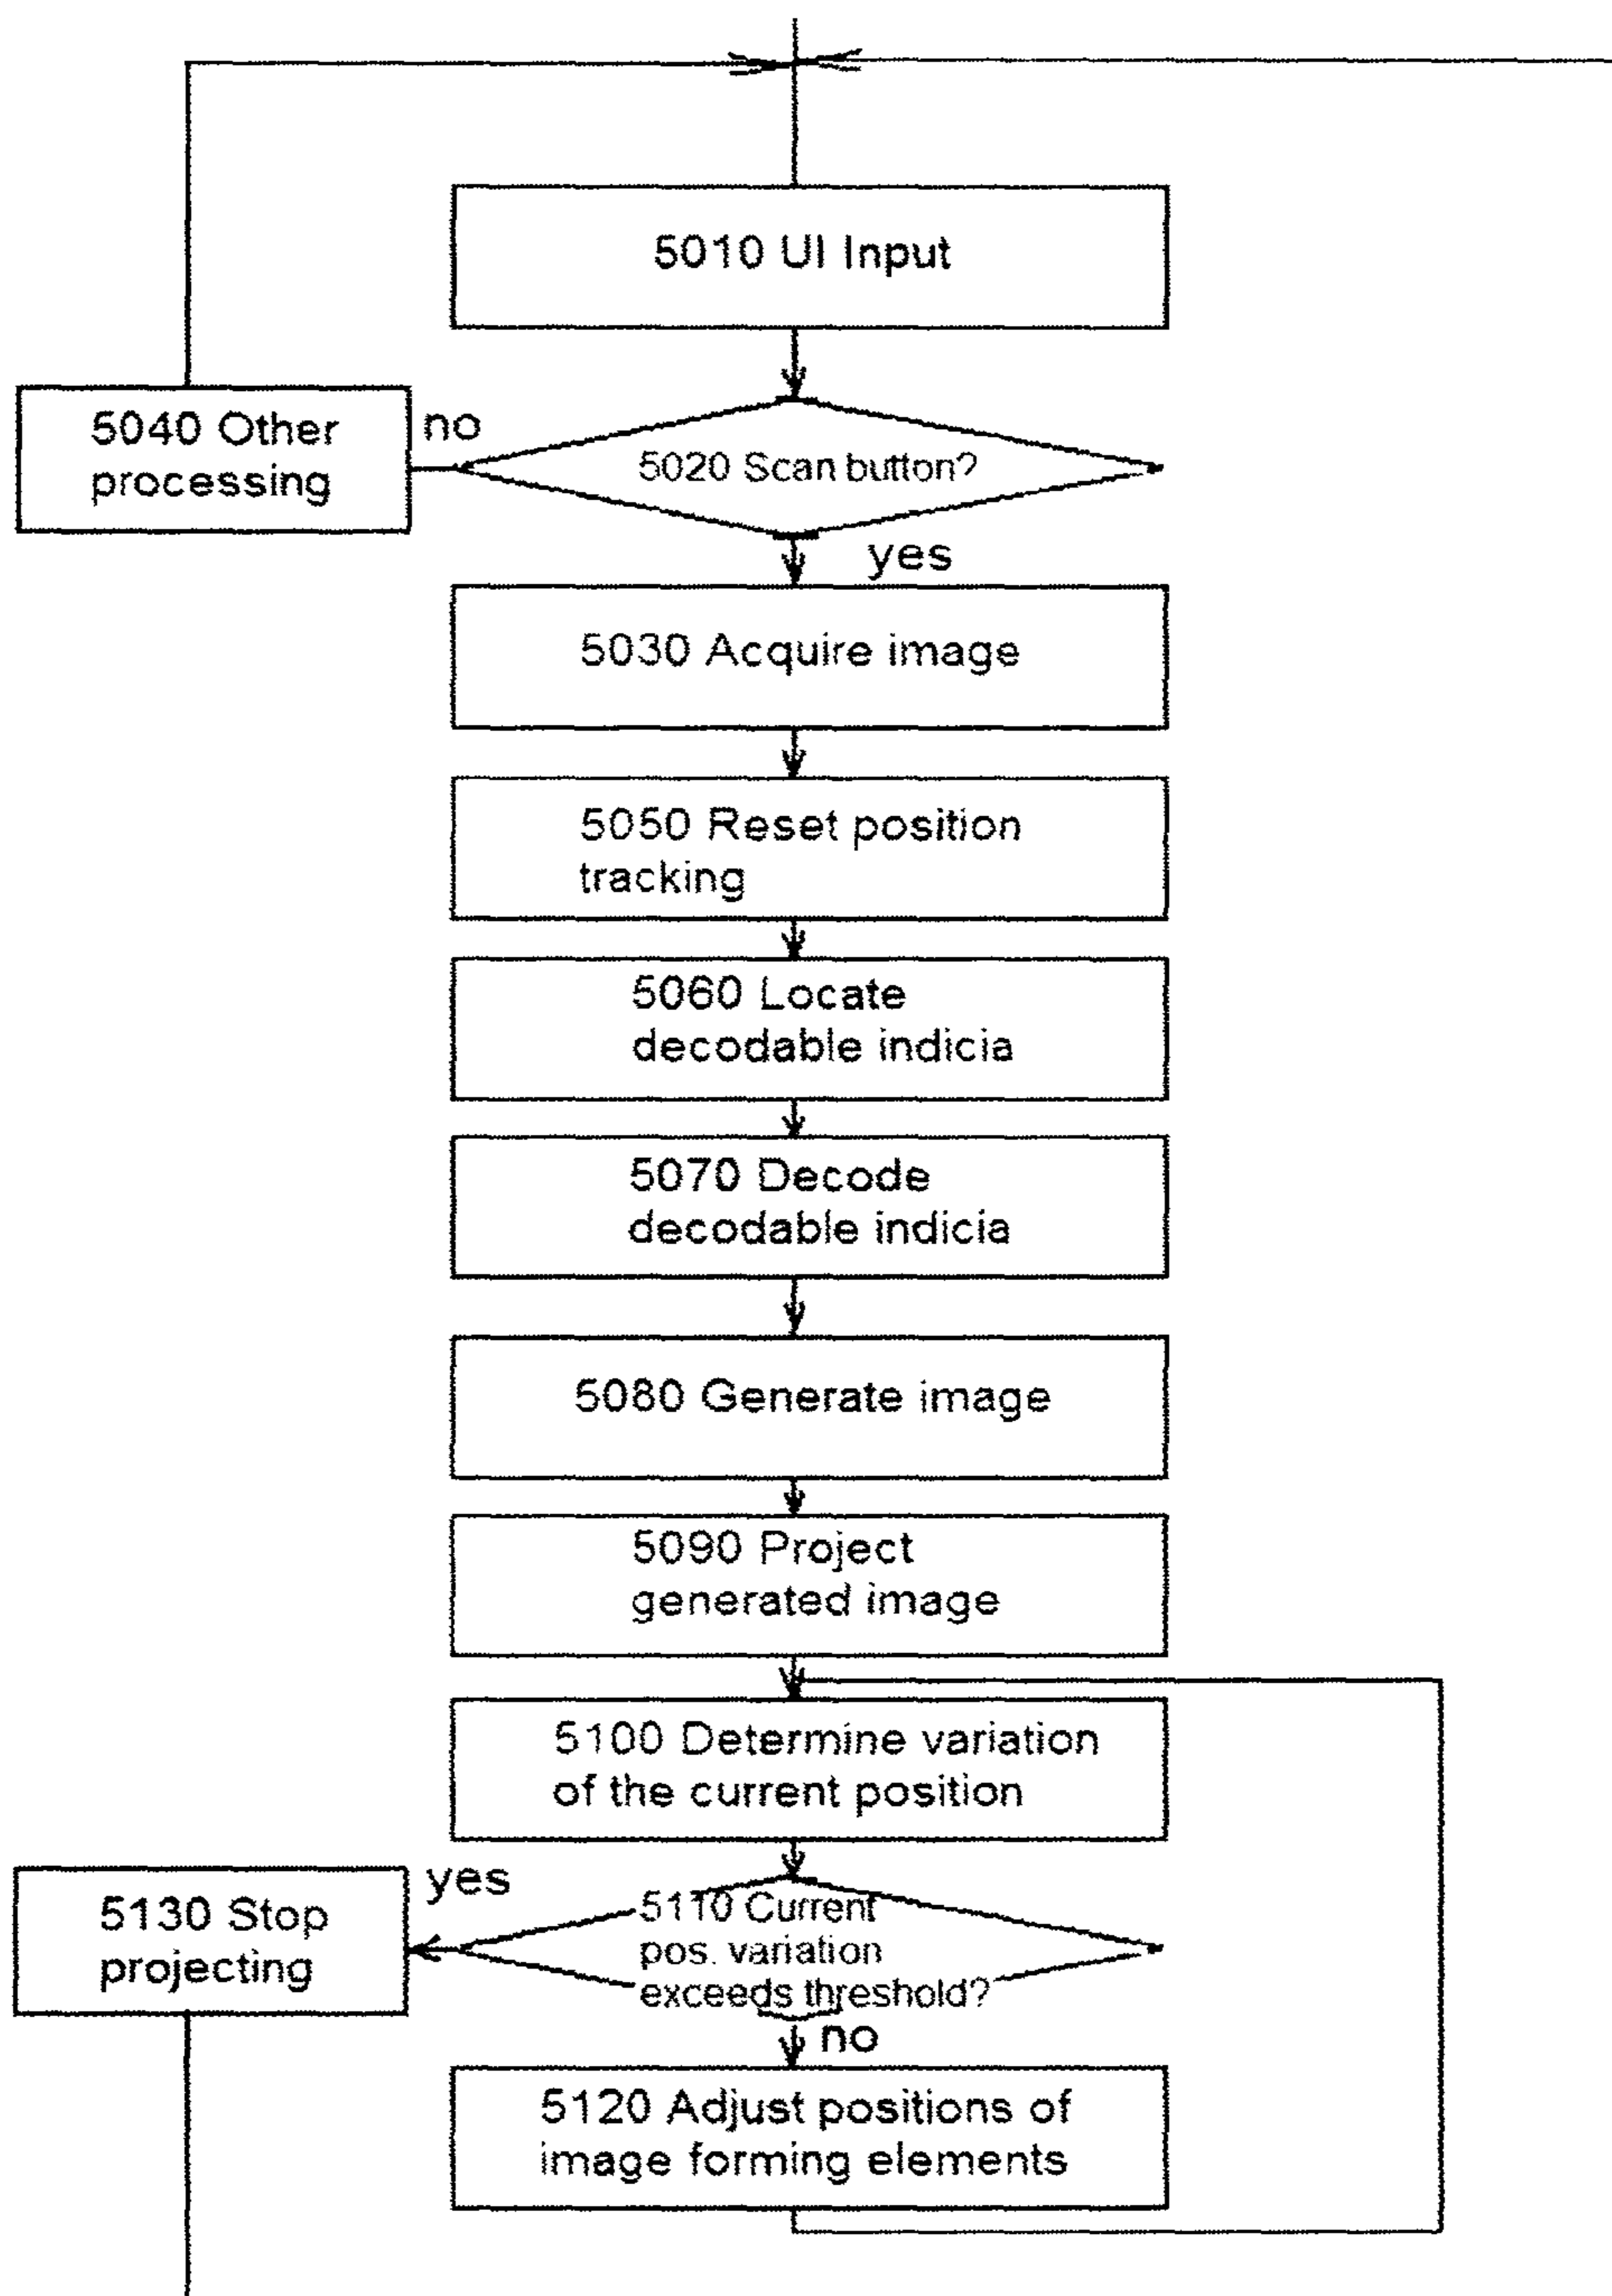 5010 UI Input
5040 Other
processing
no
5020 Scan button?
yes
5030 Acquire image
5050 Reset position
tracking
5060 Locate
decodable indicia
5070 Decode
decodable indicia
5080 Generate image
5090 Project
generated image
5100 Determine variation
of the current position
5130 Stop
projecting
yes
5110 Current
pos. variation
exceeds threshold?
no
5120 Adjust positions of
image forming elements